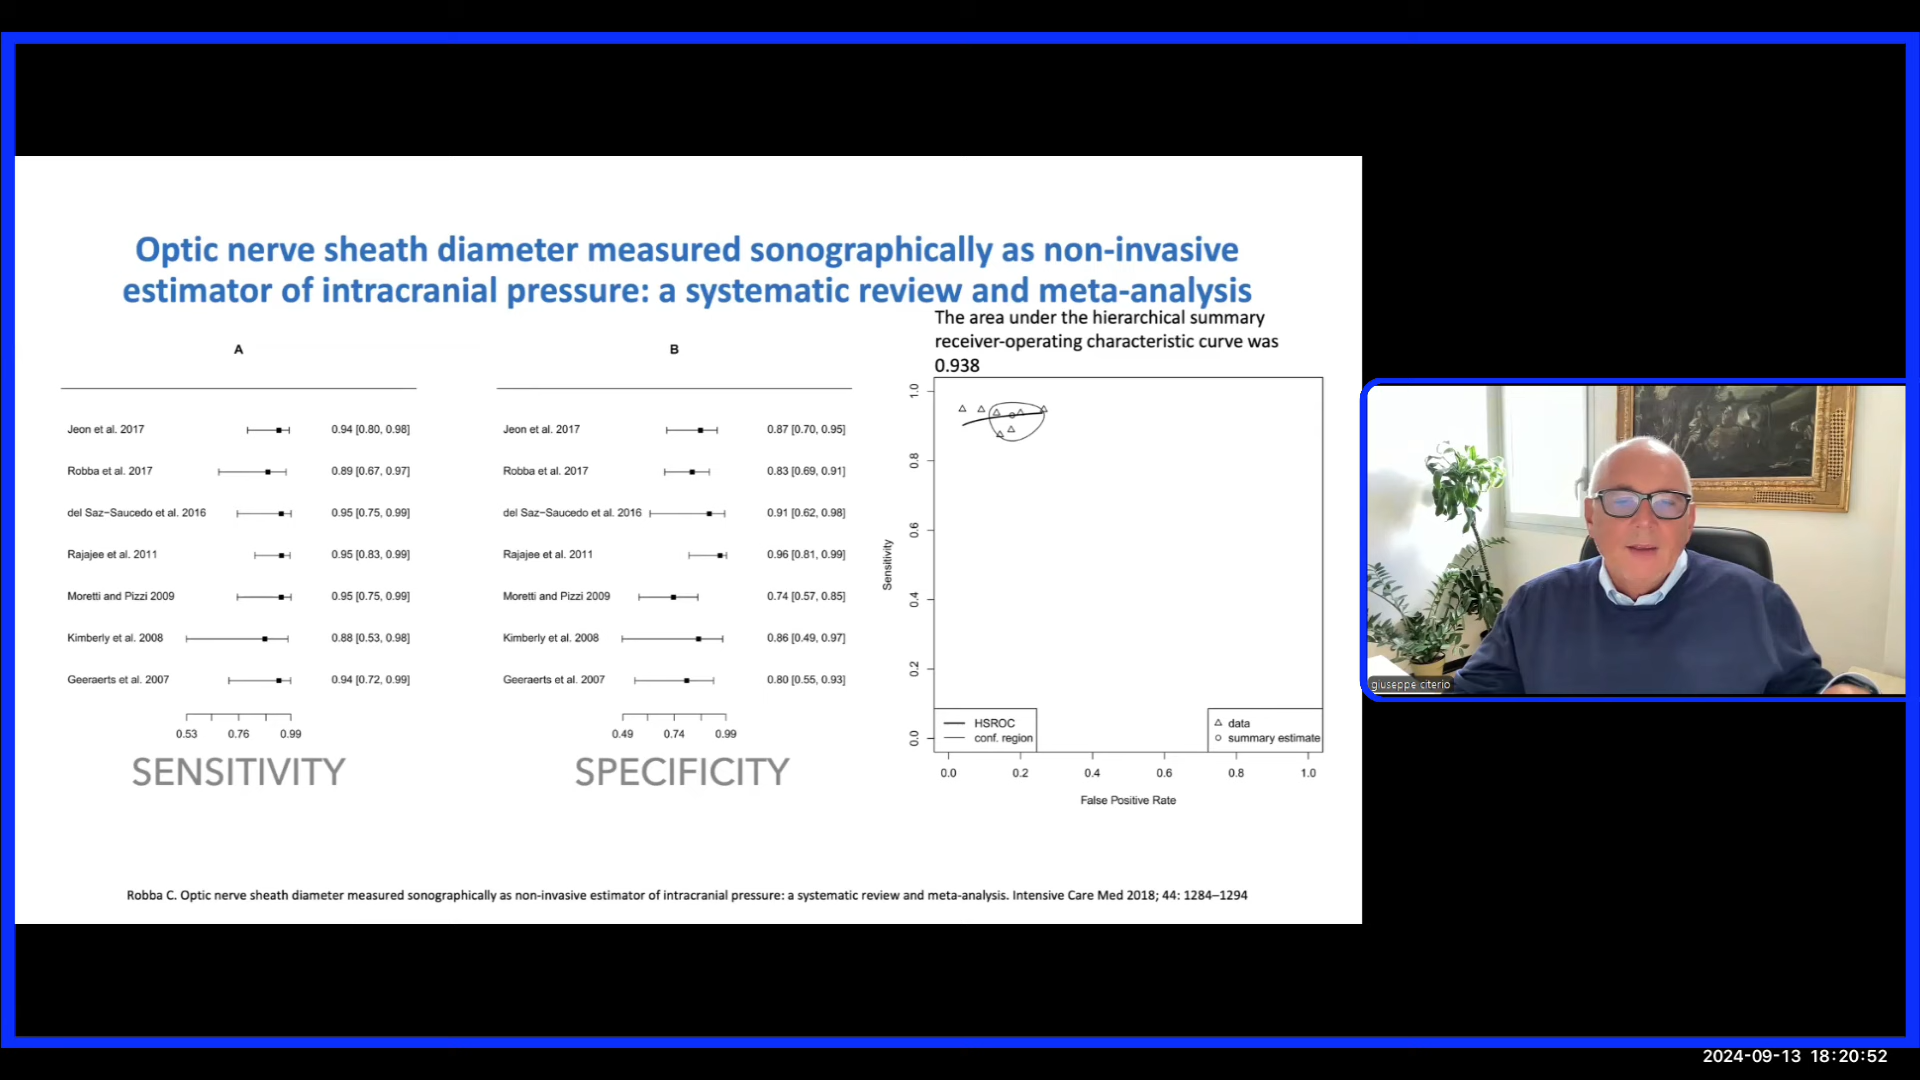 Optic nerve sheath diameter measured sonographically as non-invasive
estimator of intracranial pressure: a systematic review and meta-analysis
The area under the hierarchical summary
receiver-operating characteristic curve was
0.938
A
Jeon et al. 2017 0.94 [0.80, 0.98]
Robba et al. 2017 0.89 [0.67, 0.97]
del Saz−Saucedo et al. 2016 0.95 [0.75, 0.99]
Rajajee et al. 2011 0.95 [0.83, 0.99]
Moretti and Pizzi 2009 0.95 [0.75, 0.99]
Kimberly et al. 2008 0.88 [0.53, 0.98]
Geeraerts et al. 2007 0.94 [0.72, 0.99]
0.53 0.76 0.99
SENSITIVITY
B
Jeon et al. 2017 0.87 [0.70, 0.95]
Robba et al. 2017 0.83 [0.69, 0.91]
del Saz−Saucedo et al. 2016 0.91 [0.62, 0.98]
Rajajee et al. 2011 0.96 [0.81, 0.99]
Moretti and Pizzi 2009 0.74 [0.57, 0.85]
Kimberly et al. 2008 0.86 [0.49, 0.97]
Geeraerts et al. 2007 0.80 [0.55, 0.93]
0.49 0.74 0.99
SPECIFICITY
1.0
0.8
0.6
0.4
0.2
0.0
Sensitivity
HSROC
conf. region
data
summary estimate
0.0 0.2 0.4 0.6 0.8 1.0
False Positive Rate
Robba C. Optic nerve sheath diameter measured sonographically as non-invasive estimator of intracranial pressure: a systematic review and meta-analysis. Intensive Care Med 2018; 44: 1284–1294
giuseppe citerio
2024-09-13 18:20:52